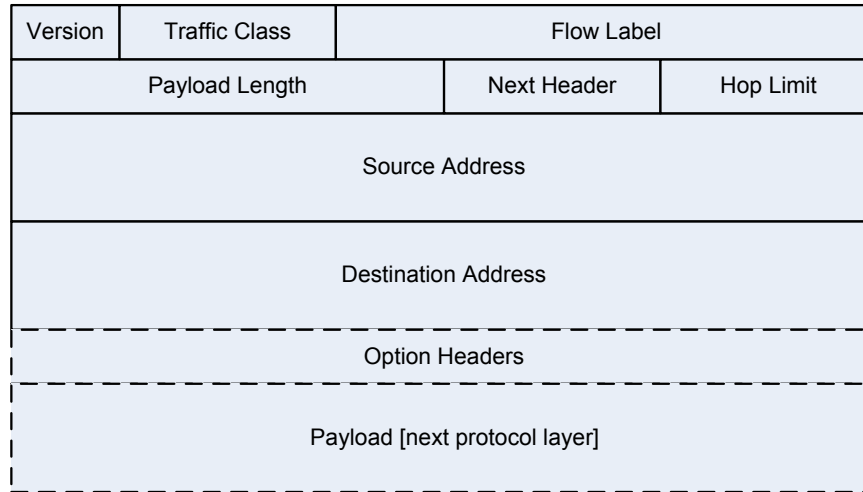 Version Traffic Class Flow Label
Payload Length Next Header Hop Limit
Source Address
Destination Address
Option Headers
Payload [next protocol layer]